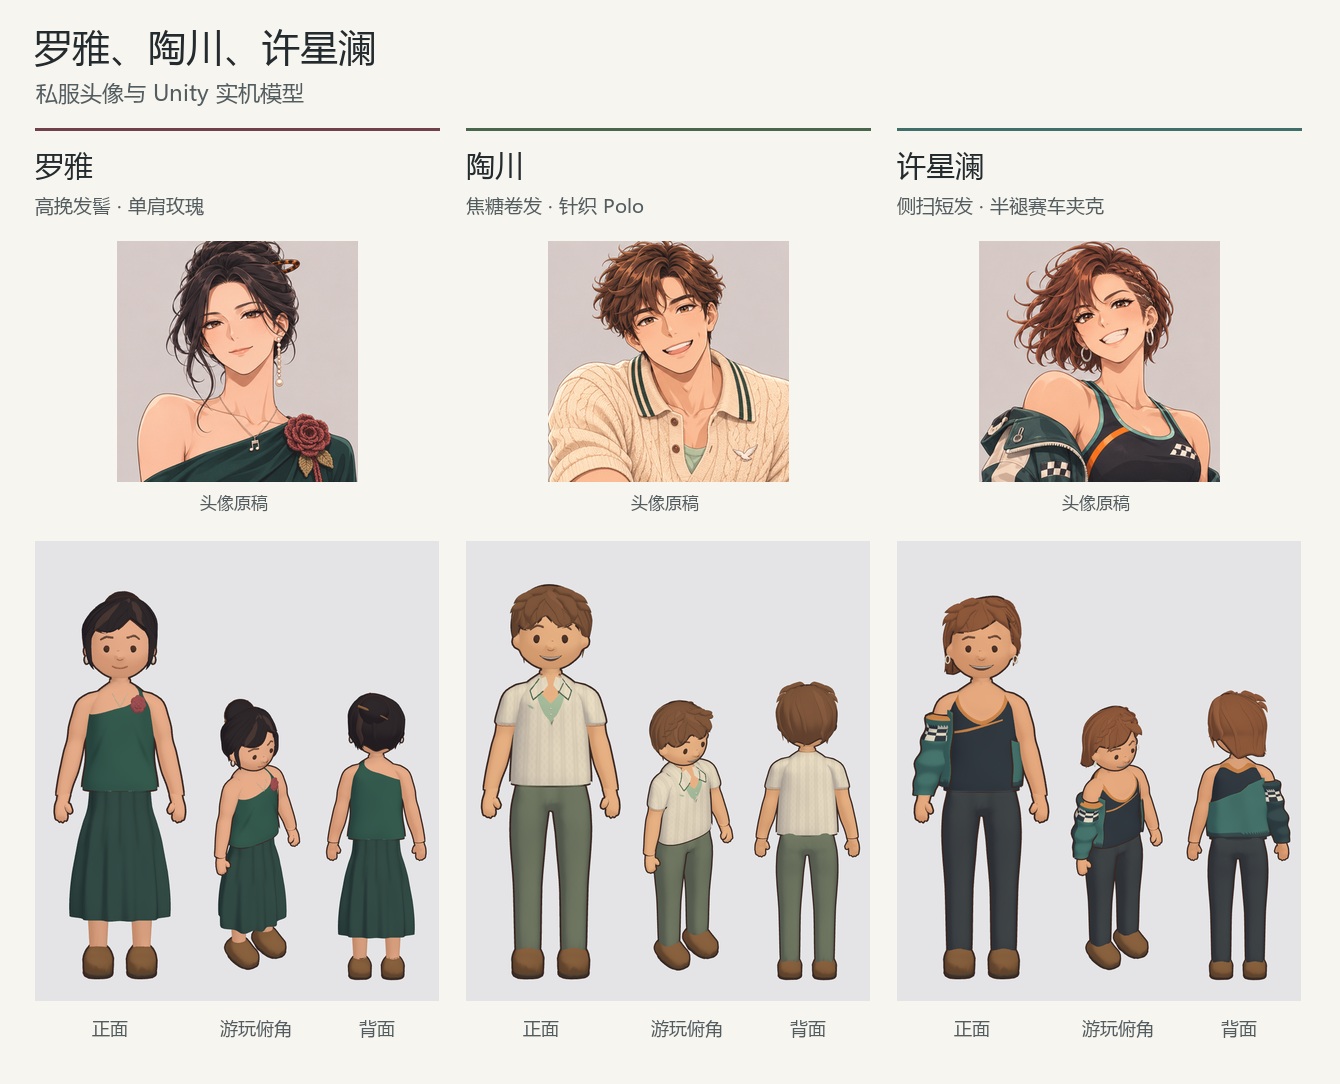 罗雅、陶川、许星澜
私服头像与 Unity 实机模型
罗雅
高挽发髻 · 单肩玫瑰
头像原稿
正面
游玩俯角
背面
陶川
焦糖卷发 · 针织 Polo
头像原稿
正面
游玩俯角
背面
许星澜
侧扫短发 · 半褪赛车夹克
头像原稿
正面
游玩俯角
背面